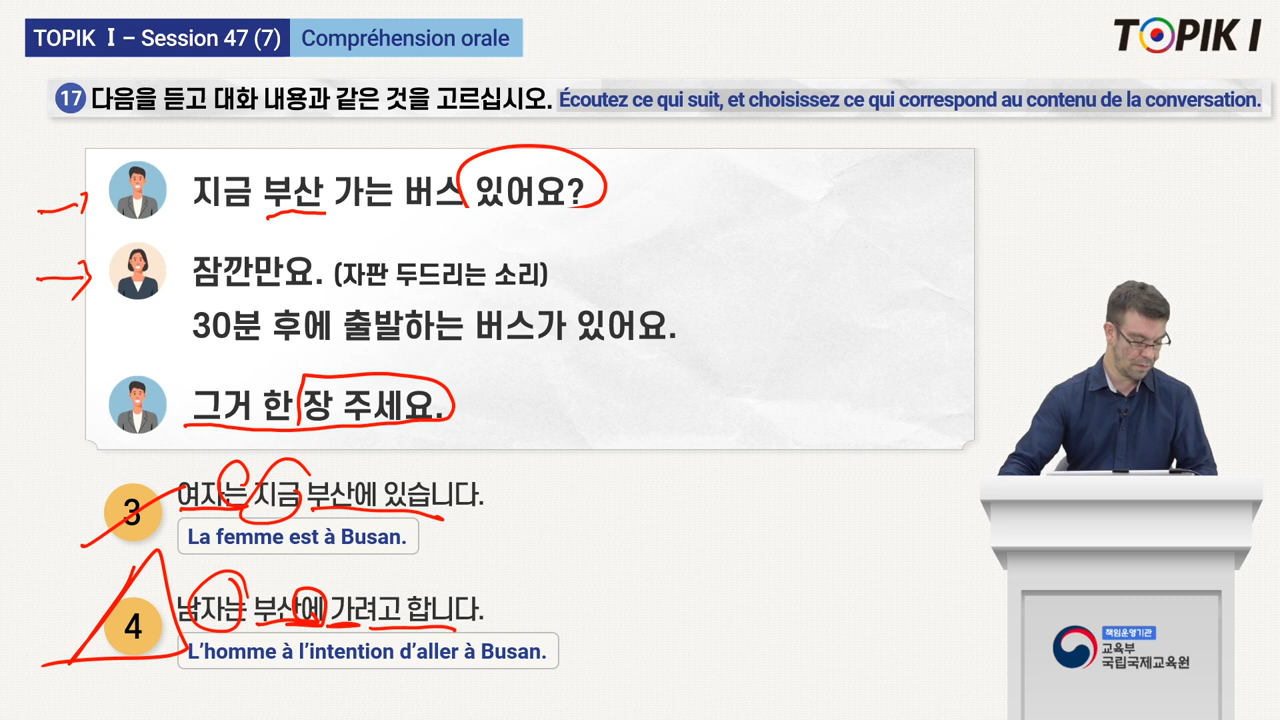 TOPIK Ⅰ – Session 47 (7) Compréhension orale
TOPIK I
17 다음을 듣고 대화 내용과 같은 것을 고르십시오. Écoutez ce qui suit, et choisissez ce qui correspond au contenu de la conversation.
지금 부산 가는 버스 있어요?
잠깐만요. (자판 두드리는 소리)
30분 후에 출발하는 버스가 있어요.
그거 한 장 주세요.
3 여자는 지금 부산에 있습니다.
La femme est à Busan.
4 남자는 부산에 가려고 합니다.
L’homme à l’intention d’aller à Busan.
책임운영기관
교육부
국립국제교육원